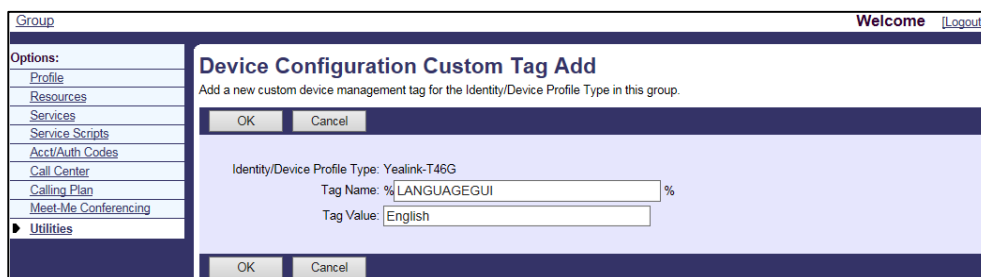 Group
Welcome [Logout
Options:
Profile
Resources
Services
Service Scripts
Acct/Auth Codes
Call Center
Calling Plan
Meet-Me Conferencing
Utilities
Device Configuration Custom Tag Add
Add a new custom device management tag for the Identity/Device Profile Type in this group.
OK Cancel
Identity/Device Profile Type: Yealink-T46G
Tag Name: %LANGUAGEGUI %
Tag Value: English
OK Cancel